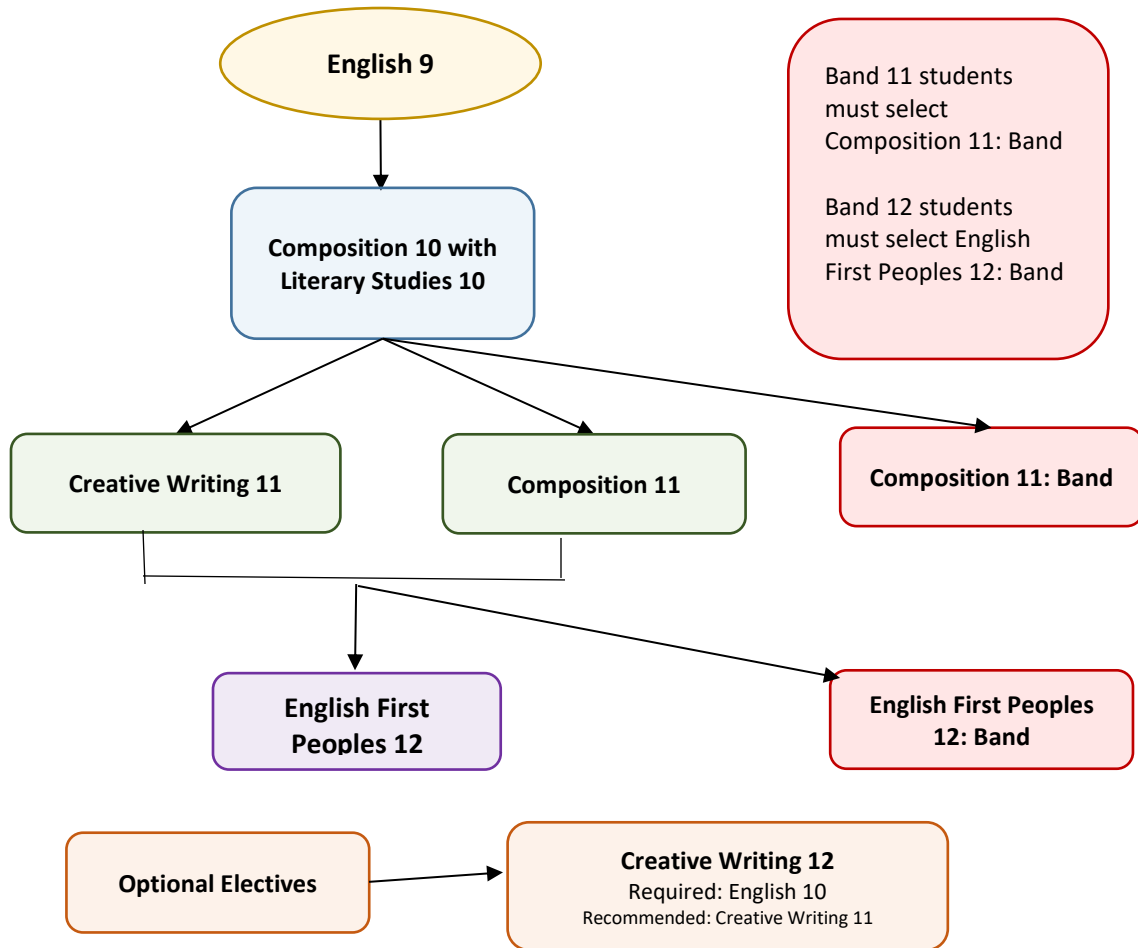 English 9
Band 11 students
must select
Composition 11: Band
Band 12 students
must select English
First Peoples 12: Band
Composition 10 with
Literary Studies 10
Creative Writing 11
Composition 11
Composition 11: Band
English First
Peoples 12
English First Peoples
12: Band
Optional Electives
Creative Writing 12
Required: English 10
Recommended: Creative Writing 11